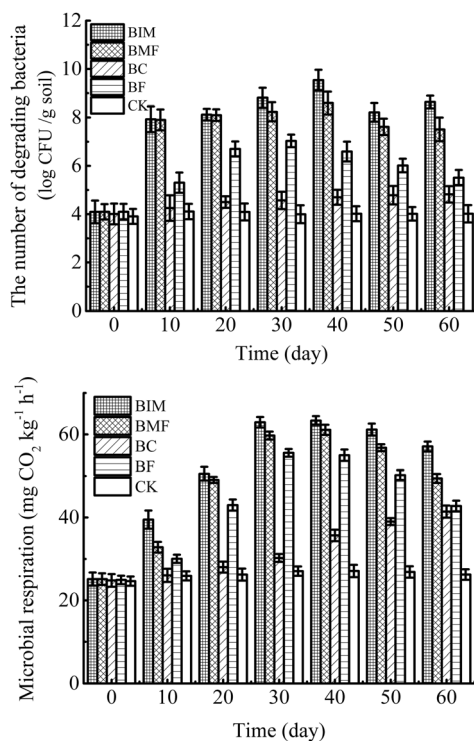 The number of degrading bacteria
(log CFU /g soil)
12
10
8
6
4
2
0
BIM
BMF
BC
BF
CK
0 10 20 30 40 50 60
Time (day)
Microbial respiration (mg CO₂ kg⁻¹ h⁻¹)
60
40
20
0
BIM
BMF
BC
BF
CK
0 10 20 30 40 50 60
Time (day)